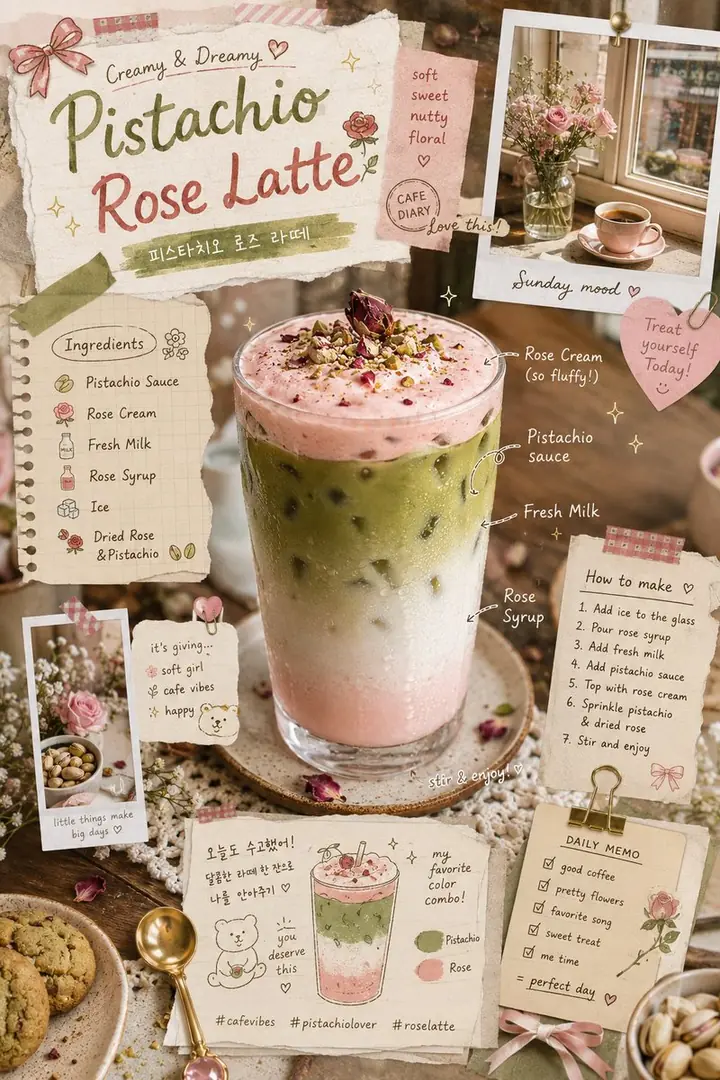 Creamy & Dreamy
Pistachio
Rose Latte
피스타치오 로즈 라떼
soft
sweet
nutty
floral
CAFE
DIARY
Love this!
Sunday mood
Treat
yourself
Today!
Ingredients
Pistachio Sauce
Rose Cream
MILK
Fresh Milk
Rose Syrup
Ice
Dried Rose
& Pistachio
Rose Cream
(so fluffy!)
Pistachio
sauce
Fresh Milk
Rose
Syrup
How to make
1. Add ice to the glass
2. Pour rose syrup
3. Add fresh milk
4. Add pistachio sauce
5. Top with rose cream
6. Sprinkle pistachio
& dried rose
7. Stir and enjoy
it's giving...
soft girl
cafe vibes
happy
little things make
big days
stir & enjoy!
오늘도 수고했어!
달콤한 라떼 한 잔으로
나를 안아주기
you
deserve
this
my
favorite
color
combo!
Pistachio
Rose
#cafevibes #pistachiolover #roselatte
DAILY MEMO
good coffee
pretty flowers
favorite song
sweet treat
me time
= perfect day